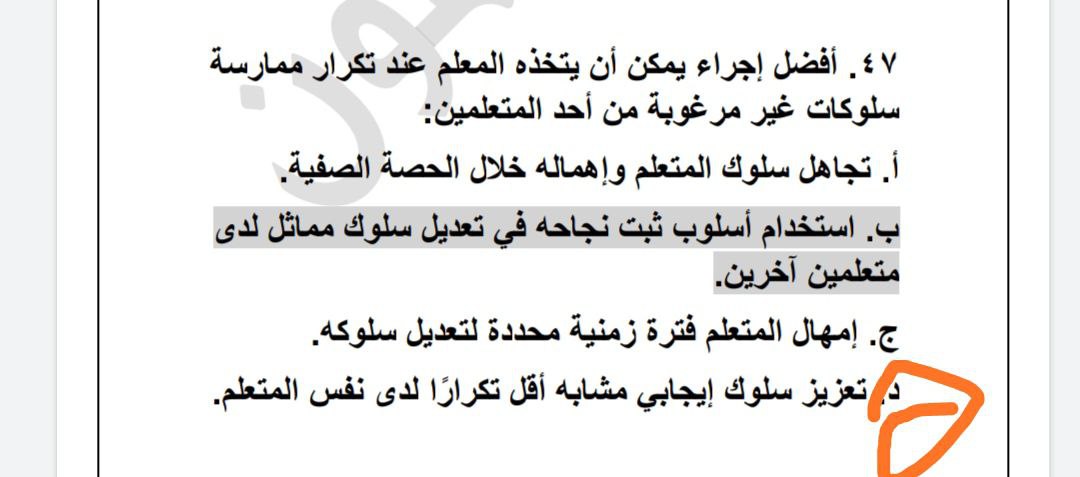 ٤٧. أفضل إجراء يمكن أن يتخذه المعلم عند تكرار ممارسة
سلوكات غير مرغوبة من أحد المتعلمين:
أ. تجاهل سلوك المتعلم وإهماله خلال الحصة الصفية.
ب. استخدام أسلوب ثبت نجاحه في تعديل سلوك مماثل لدى
متعلمين آخرين.
ج. إمهال المتعلم فترة زمنية محددة لتعديل سلوكه.
د. تعزيز سلوك إيجابي مشابه أقل تكرارًا لدى نفس المتعلم.